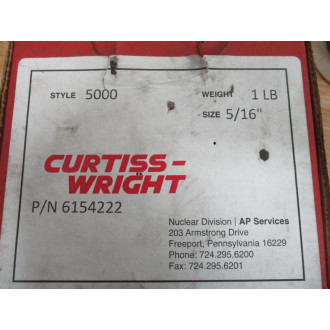 STYLE 5000 WEIGHT 1 LB
SIZE 5/16"
CURTISS-
WRIGHT
P/N 6154222
Nuclear Division | AP Services
203 Armstrong Drive
Freeport, Pennsylvania 16229
Phone: 724.295.6200
Fax: 724.295.6201